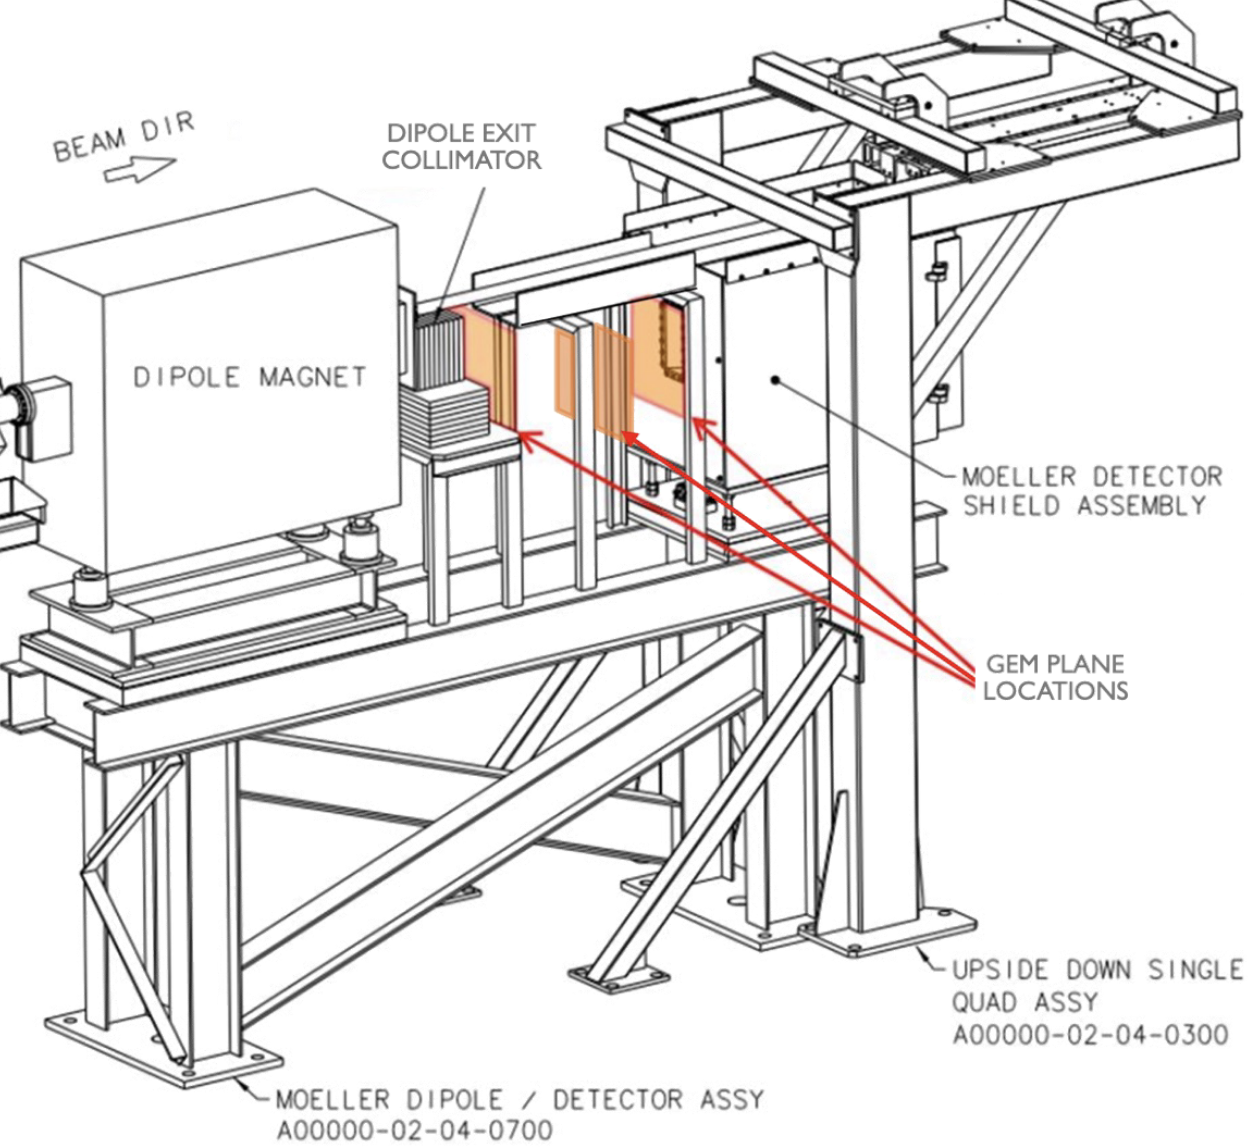 BEAM DIR
DIPOLE EXIT
COLLIMATOR
DIPOLE MAGNET
MOELLER DETECTOR
SHIELD ASSEMBLY
GEM PLANE
LOCATIONS
UPSIDE DOWN SINGLE
QUAD ASSY
A00000-02-04-0300
MOELLER DIPOLE / DETECTOR ASSY
A00000-02-04-0700